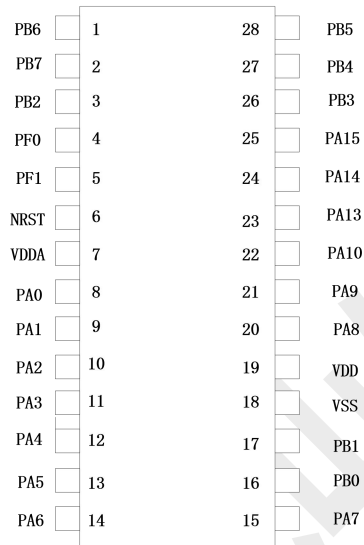 PB6 1 28 PB5
PB7 2 27 PB4
PB2 3 26 PB3
PF0 4 25 PA15
PF1 5 24 PA14
NRST 6 23 PA13
VDDA 7 22 PA10
PA0 8 21 PA9
PA1 9 20 PA8
PA2 10 19 VDD
PA3 11 18 VSS
PA4 12 17 PB1
PA5 13 16 PB0
PA6 14 15 PA7